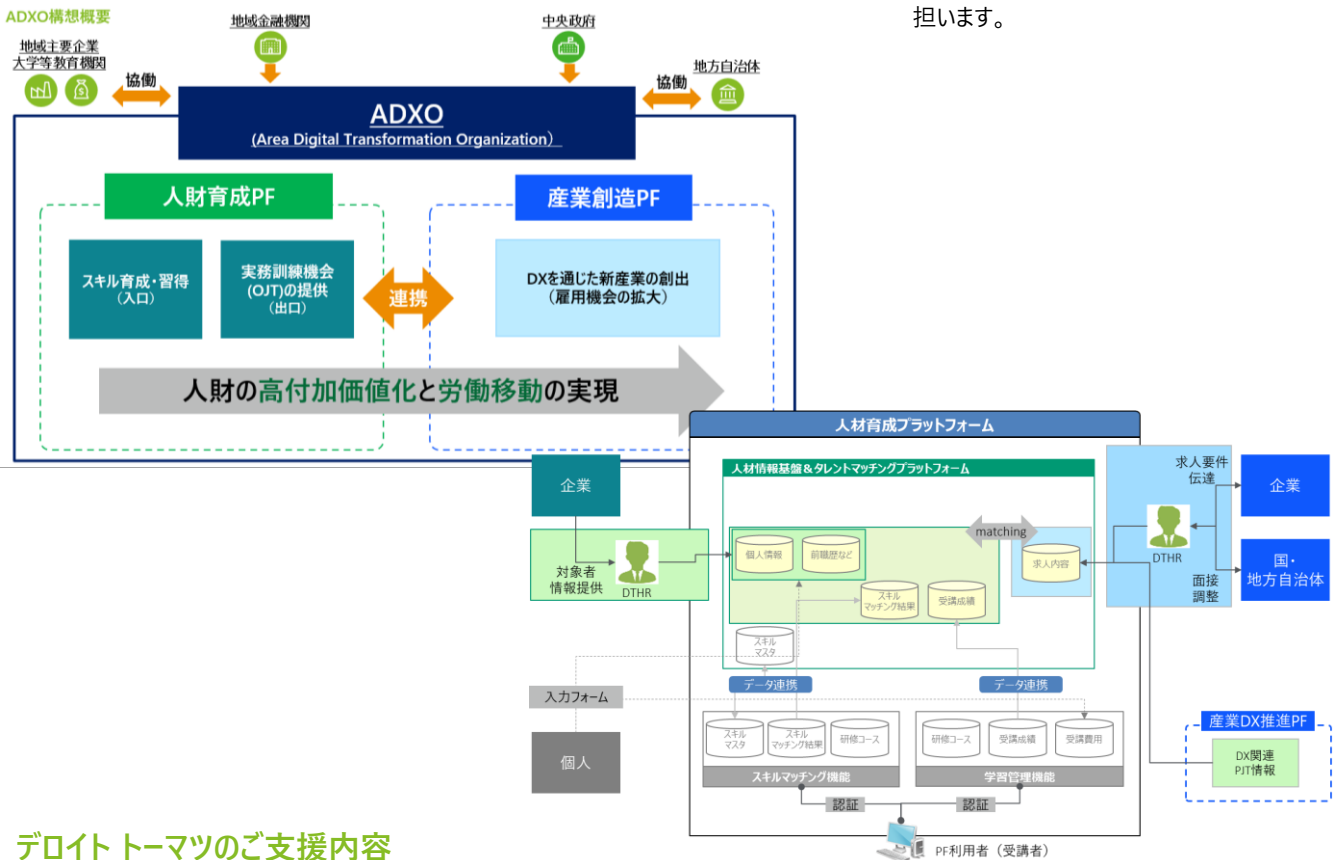 担います。
ADXO構想概要
地域主要企業
大学等教育機関
地域金融機関
中央政府
地方自治体
協働
協働
ADXO
(Area Digital Transformation Organization)
人財育成PF
産業創造PF
スキル育成・習得
(入口)
実務訓練機会
(OJT)の提供
(出口)
連携
DXを通じた新産業の創出
(雇用機会の拡大)
人財の高付加価値化と労働移動の実現
人材育成プラットフォーム
人材情報基盤&タレントマッチングプラットフォーム
企業
対象者
情報提供
DTHR
個人情報
前職歴など
matching
求人内容
スキル
マッチング結果
受講成績
スキル
マスタ
求人要件
伝達
企業
DTHR
面接
調整
国・
地方自治体
データ連携
データ連携
入力フォーム
個人
スキル
マスタ
スキル
マッチング結果
研修コース
スキルマッチング機能
研修コース
受講成績
受講費用
学習管理機能
認証
認証
PF利用者(受講者)
産業DX推進PF
DX関連
PJT情報
デロイト トーマツのご支援内容